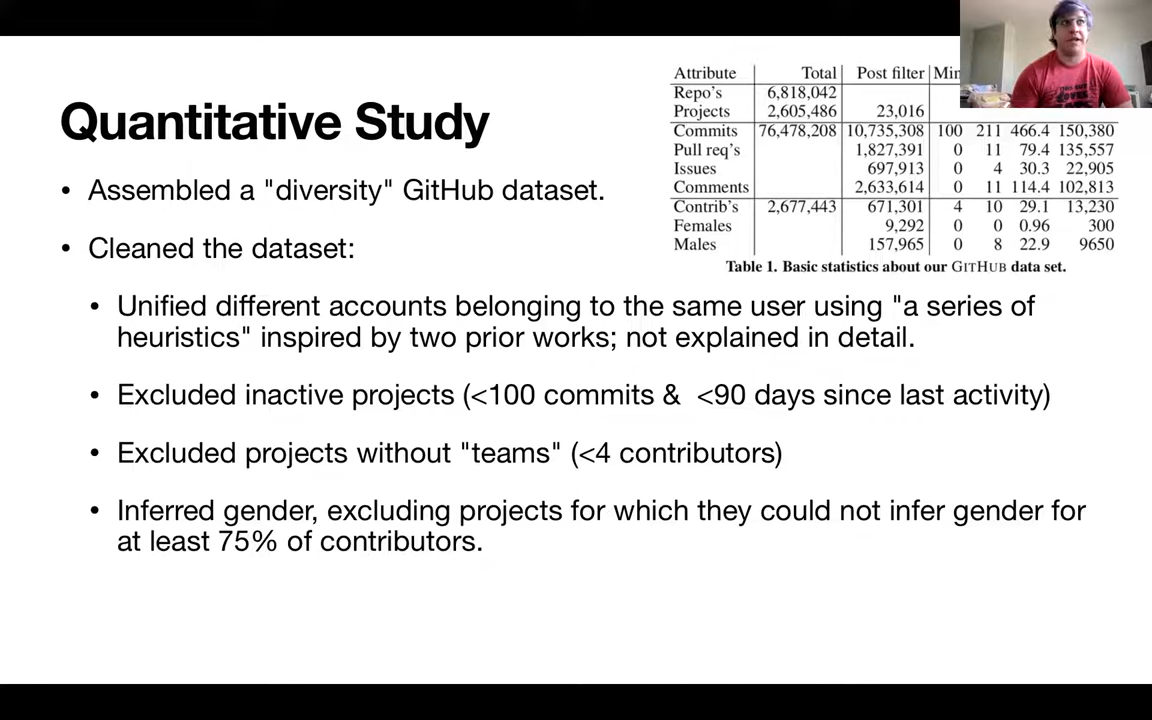 Quantitative Study
• Assembled a "diversity" GitHub dataset.
• Cleaned the dataset:
• Unified different accounts belonging to the same user using "a series of
heuristics" inspired by two prior works; not explained in detail.
• Excluded inactive projects (<100 commits &  <90 days since last activity)
• Excluded projects without "teams" (<4 contributors)
• Inferred gender, excluding projects for which they could not infer gender for
at least 75% of contributors.
Attribute Total Post filter Min
Repo's 6,818,042
Projects 2,605,486 23,016
Commits 76,478,208 10,735,308 100 211 466.4 150,380
Pull req's 1,827,391 0 11 79.4 135,557
Issues 697,913 0 4 30.3 22,905
Comments 2,633,614 0 11 114.4 102,813
Contrib's 2,677,443 671,301 4 10 29.1 13,230
Females 9,292 0 0 0.96 300
Males 157,965 0 8 22.9 9650
Table 1. Basic statistics about our GITHUB data set.